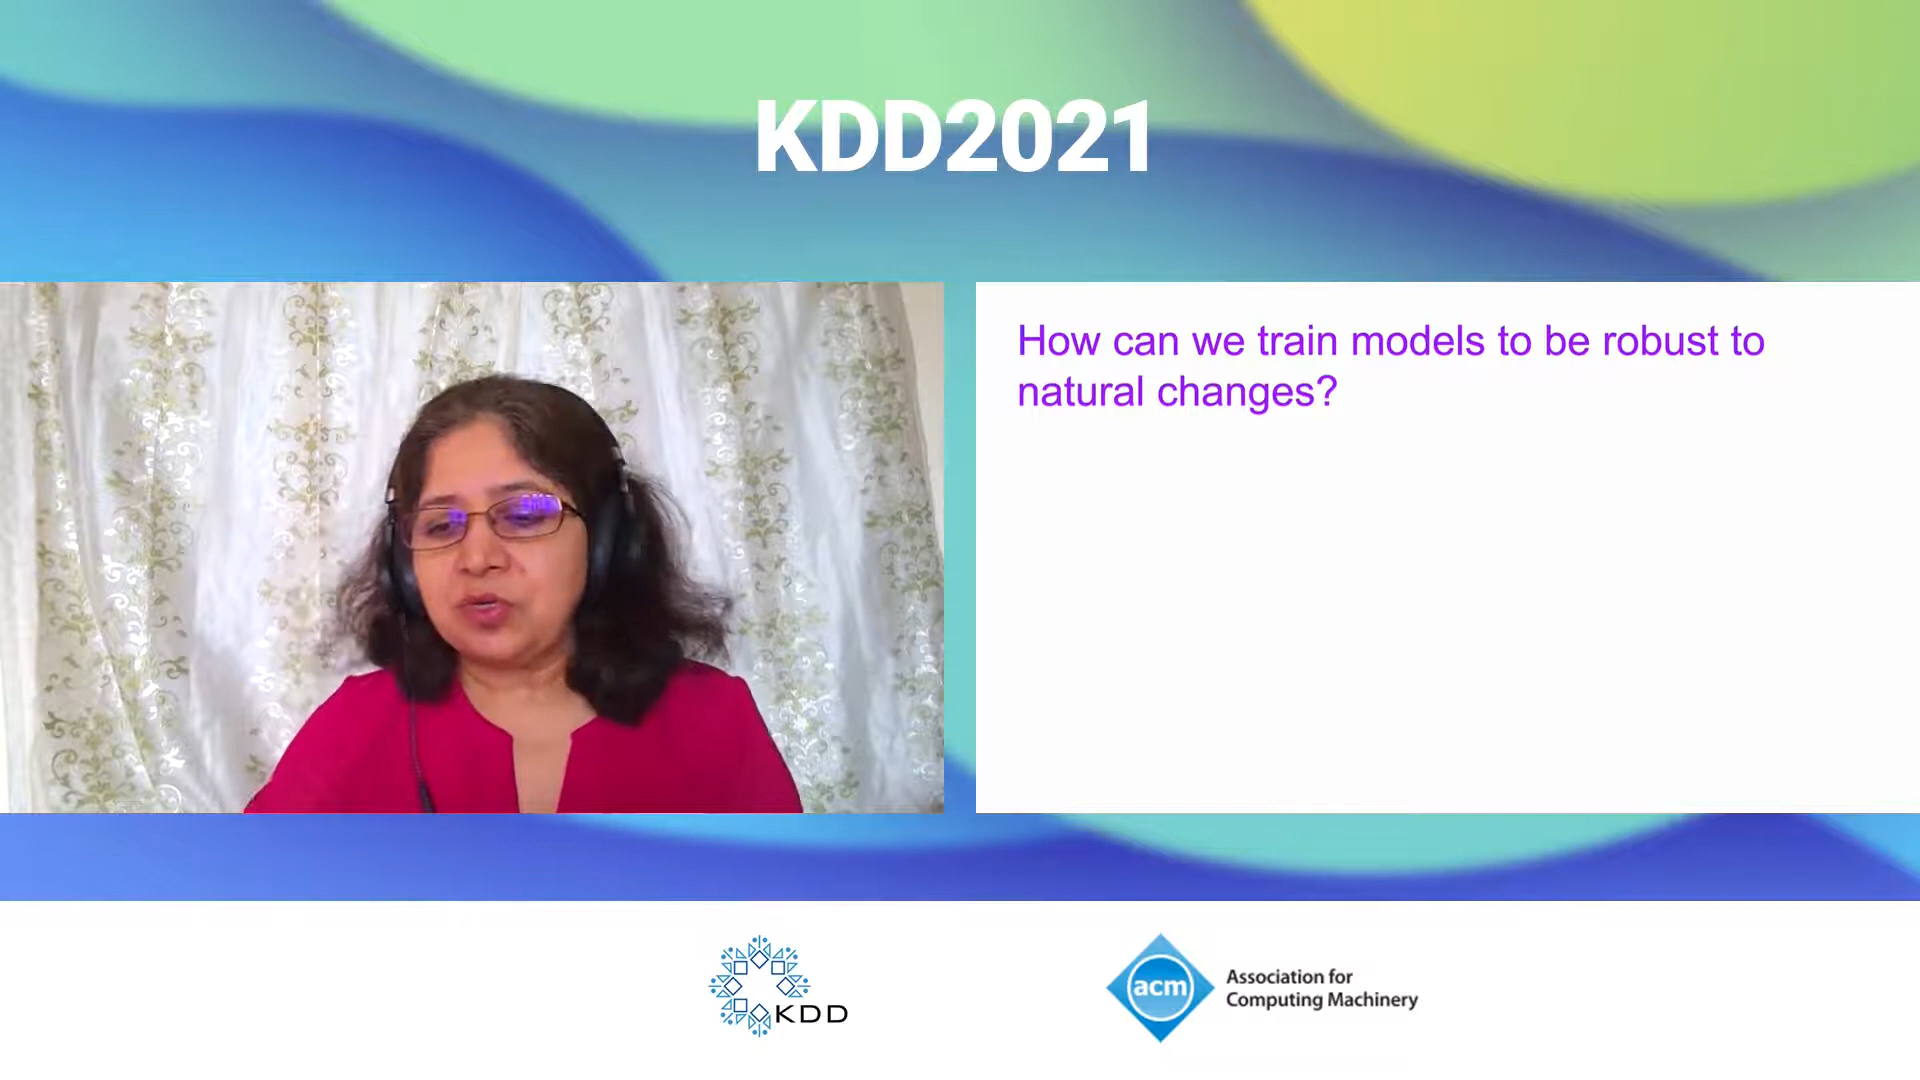 KDD2021
How can we train models to be robust to
natural changes?
KDD
acm
Association for
Computing Machinery